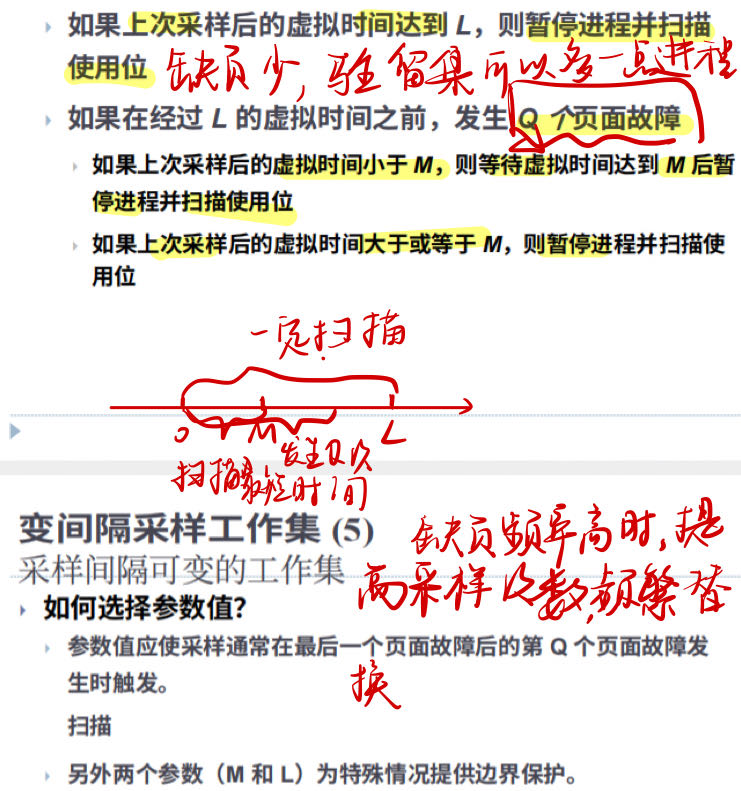 如果上次采样后的虚拟时间达到 L，则暂停进程并扫描
使用位 缺页少，驻留集可以多一点进程
如果在经过 L 的虚拟时间之前，发生 Q 个页面故障
如果上次采样后的虚拟时间小于 M，则等待虚拟时间达到 M 后暂
停进程并扫描使用位
如果上次采样后的虚拟时间大于或等于 M，则暂停进程并扫描使
用位
一定扫描
0 M L
发生Q次
扫描最短时间
变间隔采样工作集 (5)
缺页频率高时，提
采样间隔可变的工作集
高采样次数，频繁替
换
如何选择参数值？
参数值应使采样通常在最后一个页面故障后的第 Q 个页面故障发
生时触发。
扫描
另外两个参数（M 和 L）为特殊情况提供边界保护。